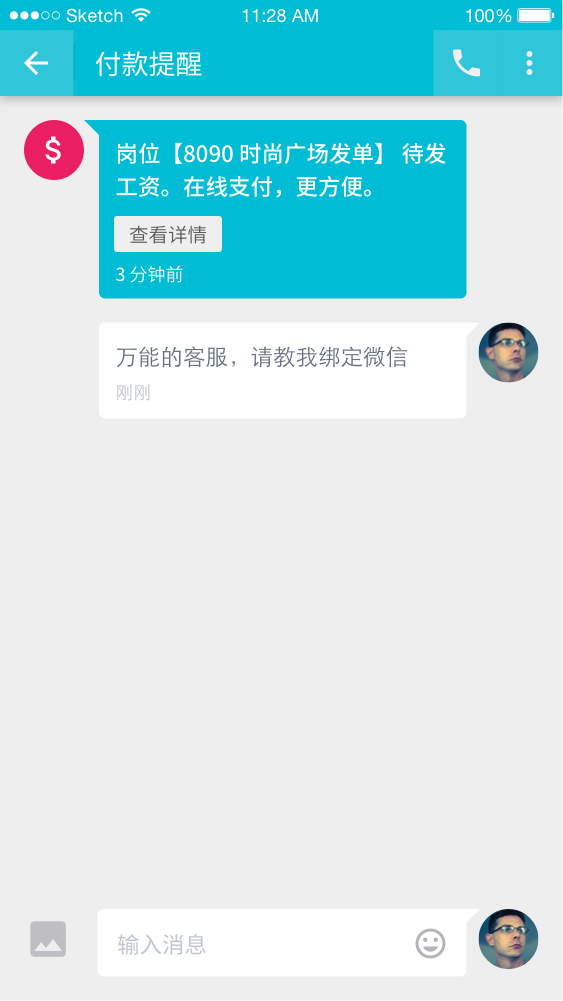 Sketch 11:28 AM 100%
付款提醒
$
岗位【8090 时尚广场发单】 待发
工资。在线支付，更方便。
查看详情
3 分钟前
万能的客服，请教我绑定微信
刚刚
输入消息